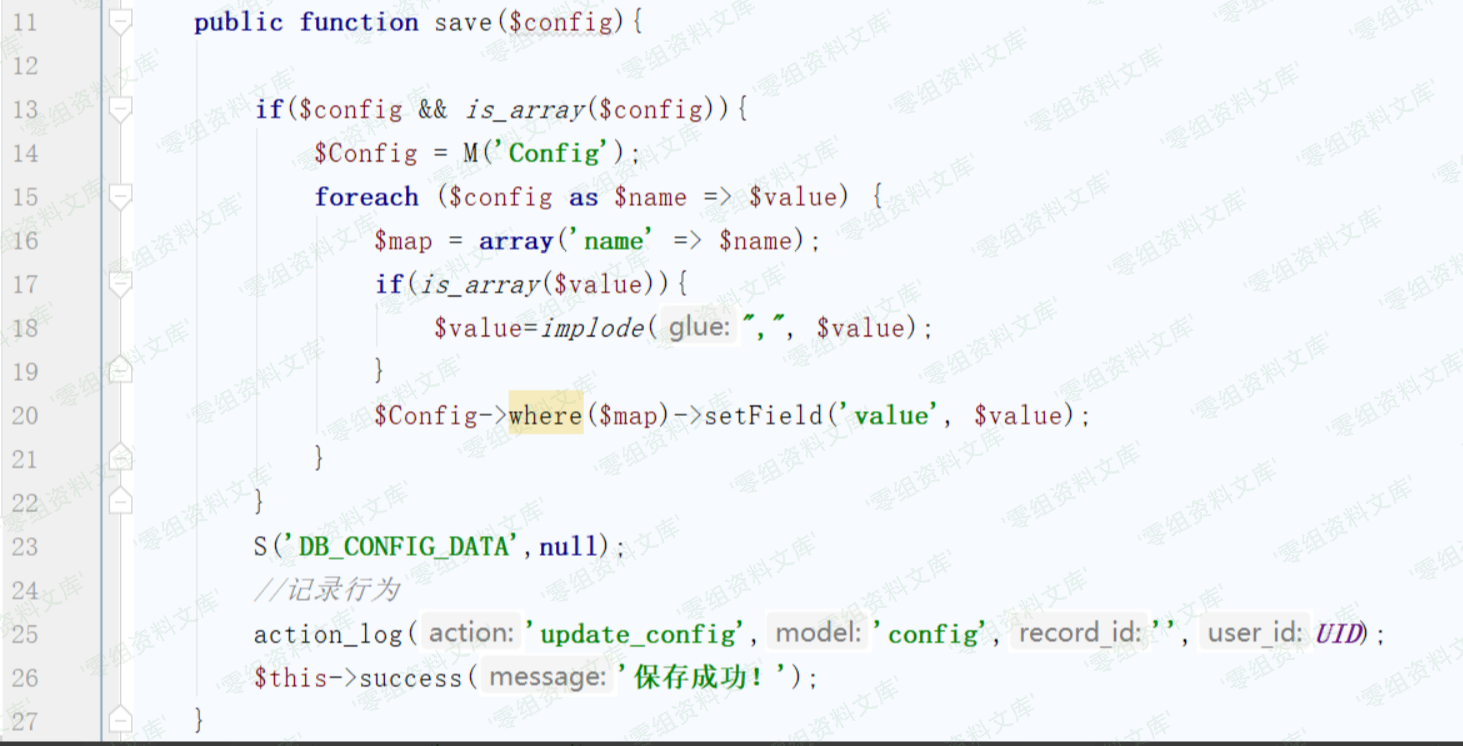 11 public function save($config){
12
13 if($config && is_array($config)){
14 $Config = M('Config');
15 foreach ($config as $name => $value) {
16 $map = array('name' => $name);
17 if(is_array($value)){
18 $value=implode( glue: ",", $value);
19 }
20 $Config->where($map)->setField('value', $value);
21 }
22 }
23 S('DB_CONFIG_DATA',null);
24 //记录行为
25 action_log( action: 'update_config', model: 'config', record_id: '', user_id: UID);
26 $this->success( message: '保存成功！');
27 }
'零组资料文库'